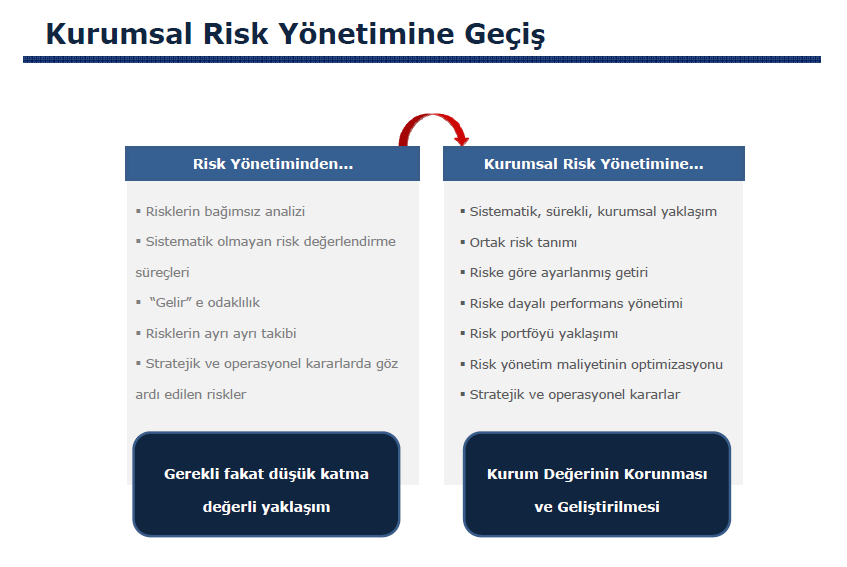 Kurumsal Risk Yönetimine Geçiş
Risk Yönetiminden...
▪ Risklerin bağımsız analizi
▪ Sistematik olmayan risk değerlendirme
süreçleri
▪ “Gelir” e odaklılık
▪ Risklerin ayrı ayrı takibi
▪ Stratejik ve operasyonel kararlarda göz
ardı edilen riskler
Gerekli fakat düşük katma
değerli yaklaşım
Kurumsal Risk Yönetimine...
▪ Sistematik, sürekli, kurumsal yaklaşım
▪ Ortak risk tanımı
▪ Riske göre ayarlanmış getiri
▪ Riske dayalı performans yönetimi
▪ Risk portföyü yaklaşımı
▪ Risk yönetim maliyetinin optimizasyonu
▪ Stratejik ve operasyonel kararlar
Kurum Değerinin Korunması
ve Geliştirilmesi